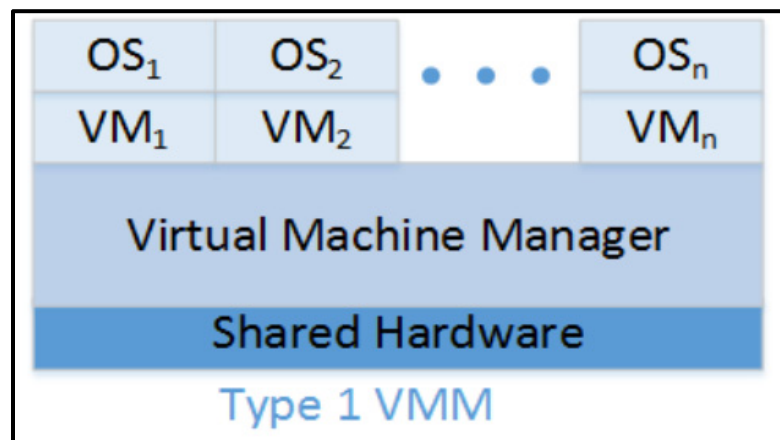 OS₁ OS₂ • • • OSₙ
VM₁ VM₂ VMₙ
Virtual Machine Manager
Shared Hardware
Type 1 VMM